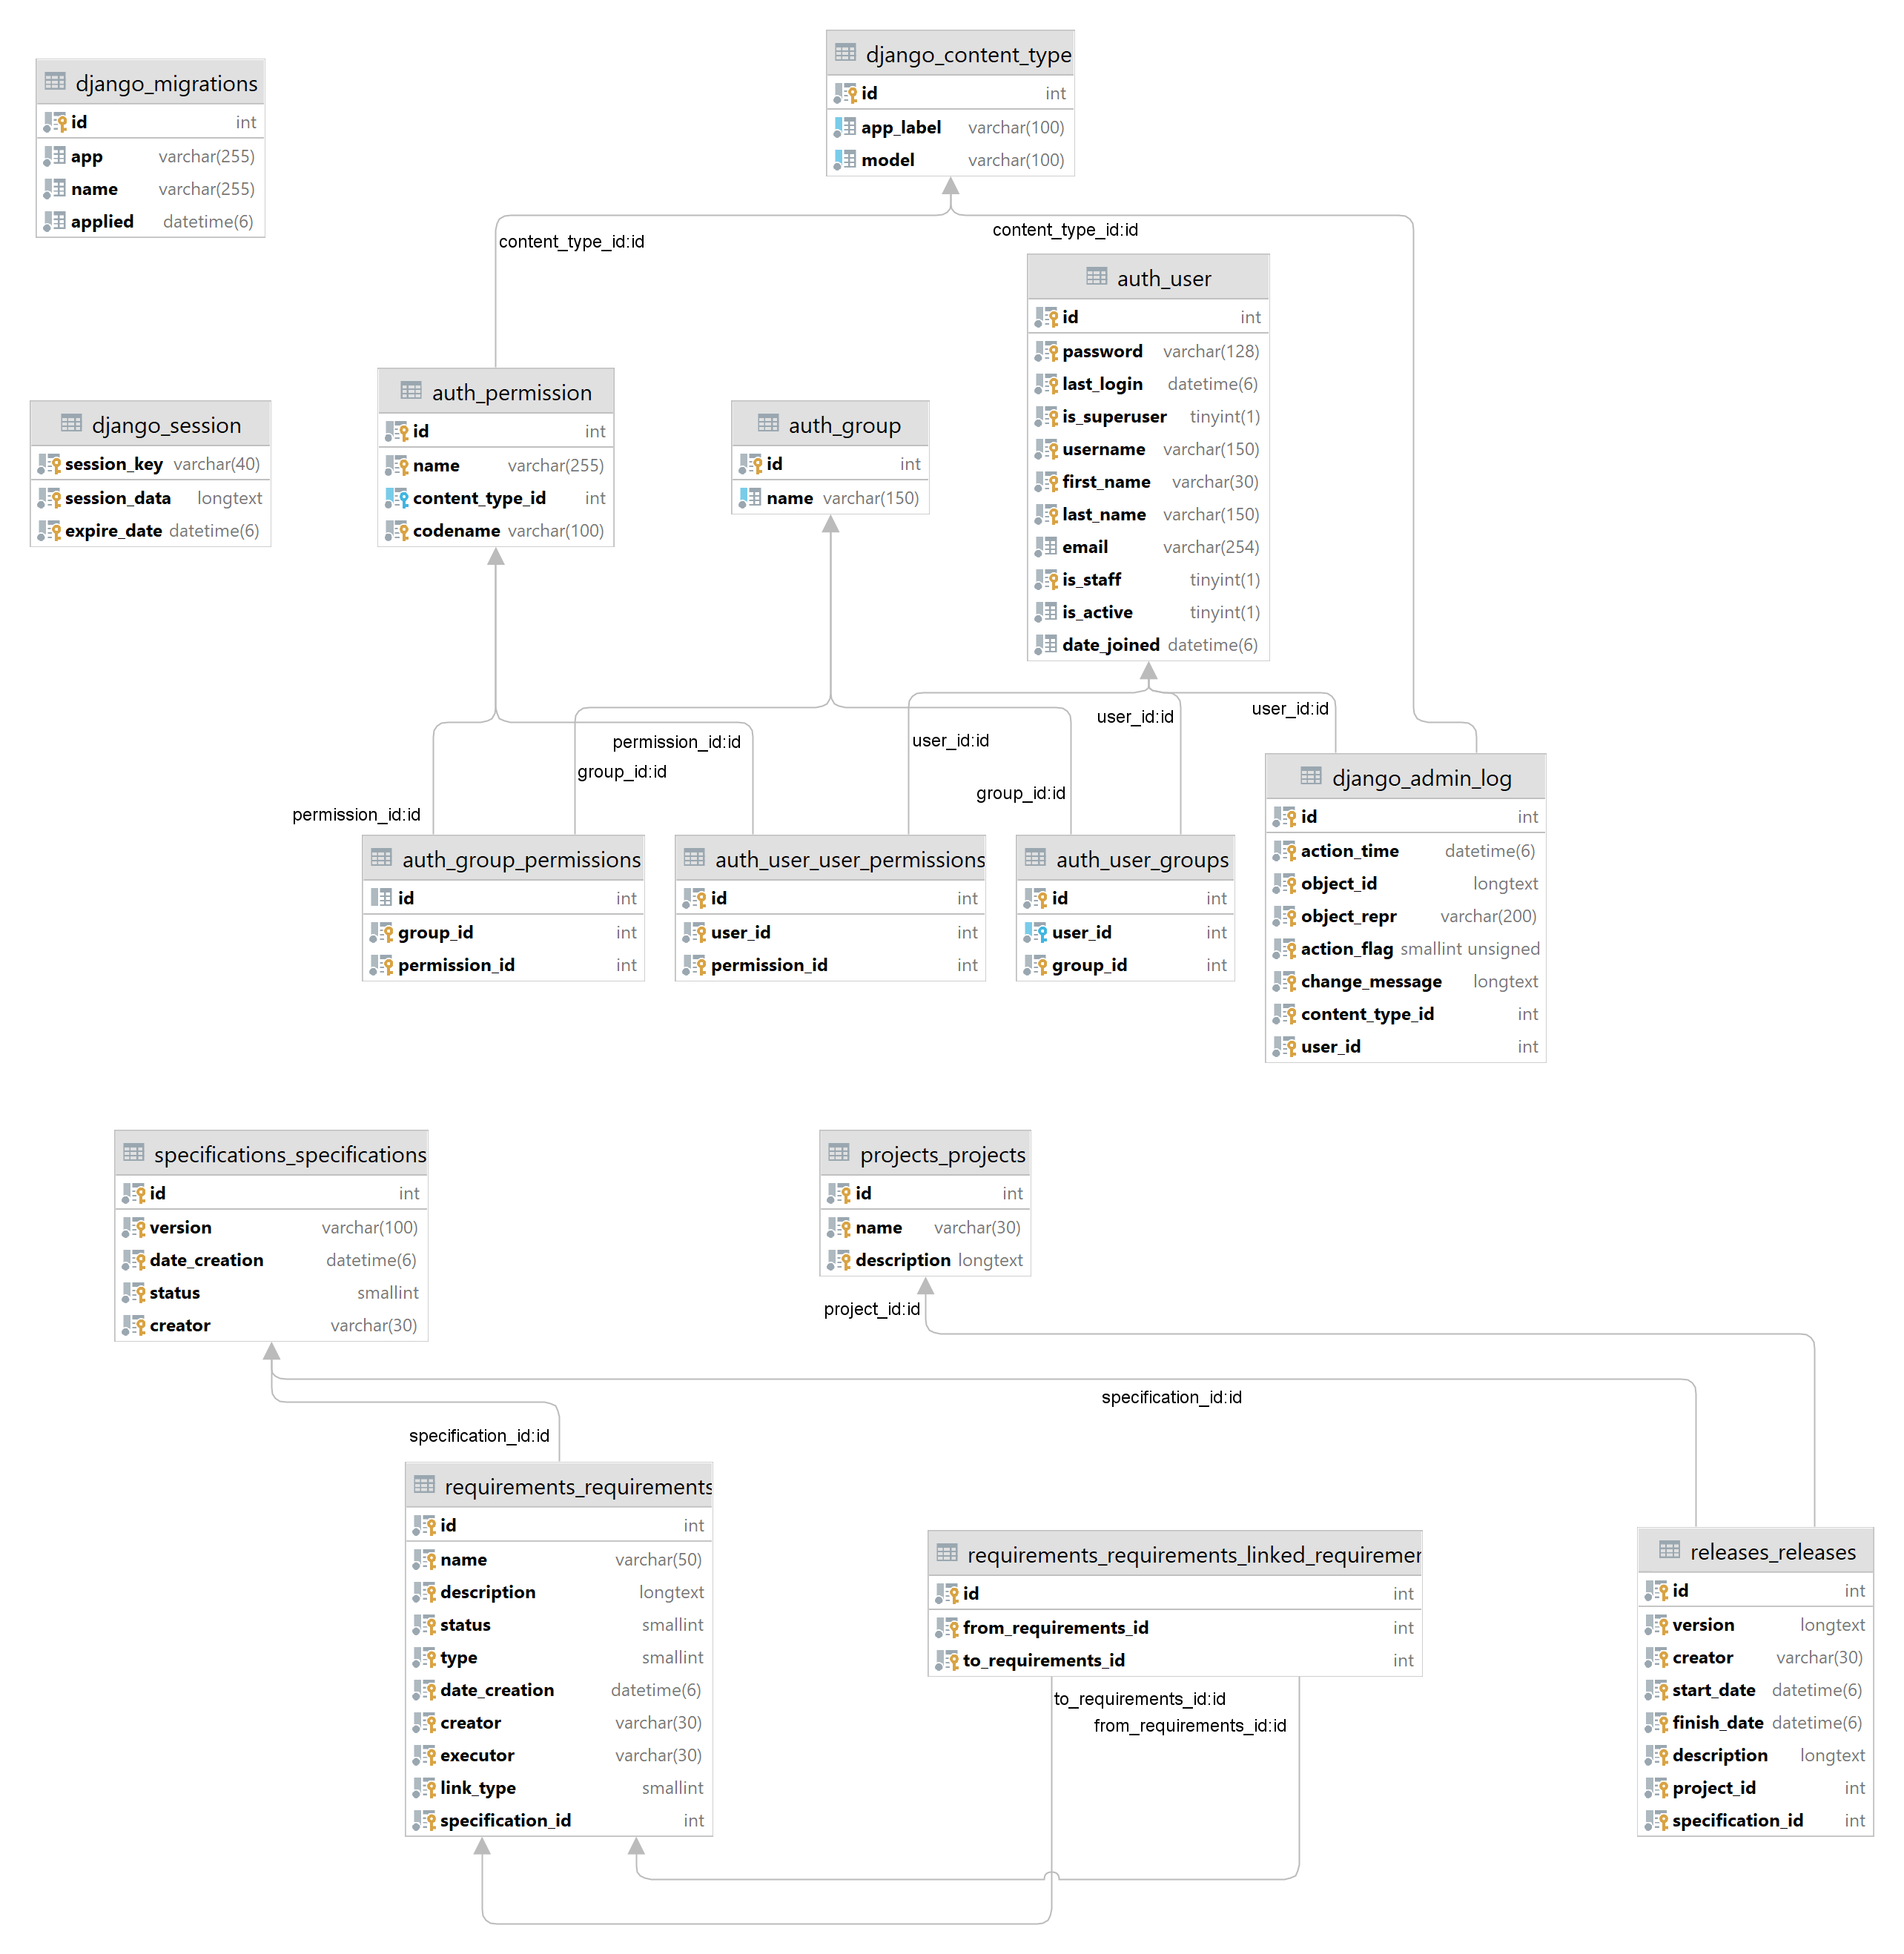 django_migrations
id int
app varchar(255)
name varchar(255)
applied datetime(6)
django_content_type
id int
app_label varchar(100)
model varchar(100)
content_type_id:id
content_type_id:id
auth_user
id int
password varchar(128)
last_login datetime(6)
is_superuser tinyint(1)
username varchar(150)
first_name varchar(30)
last_name varchar(150)
email varchar(254)
is_staff tinyint(1)
is_active tinyint(1)
date_joined datetime(6)
django_session
session_key varchar(40)
session_data longtext
expire_date datetime(6)
auth_permission
id int
name varchar(255)
content_type_id int
codename varchar(100)
auth_group
id int
name varchar(150)
user_id:id
user_id:id
permission_id:id
user_id:id
group_id:id
group_id:id
permission_id:id
auth_group_permissions
id int
group_id int
permission_id int
auth_user_user_permissions
id int
user_id int
permission_id int
auth_user_groups
id int
user_id int
group_id int
django_admin_log
id int
action_time datetime(6)
object_id longtext
object_repr varchar(200)
action_flag smallint unsigned
change_message longtext
content_type_id int
user_id int
specifications_specifications
id int
version varchar(100)
date_creation datetime(6)
status smallint
creator varchar(30)
projects_projects
id int
name varchar(30)
description longtext
project_id:id
specification_id:id
specification_id:id
requirements_requirements
id int
name varchar(50)
description longtext
status smallint
type smallint
date_creation datetime(6)
creator varchar(30)
executor varchar(30)
link_type smallint
specification_id int
requirements_requirements_linked_requiremen
id int
from_requirements_id int
to_requirements_id int
to_requirements_id:id
from_requirements_id:id
releases_releases
id int
version longtext
creator varchar(30)
start_date datetime(6)
finish_date datetime(6)
description longtext
project_id int
specification_id int